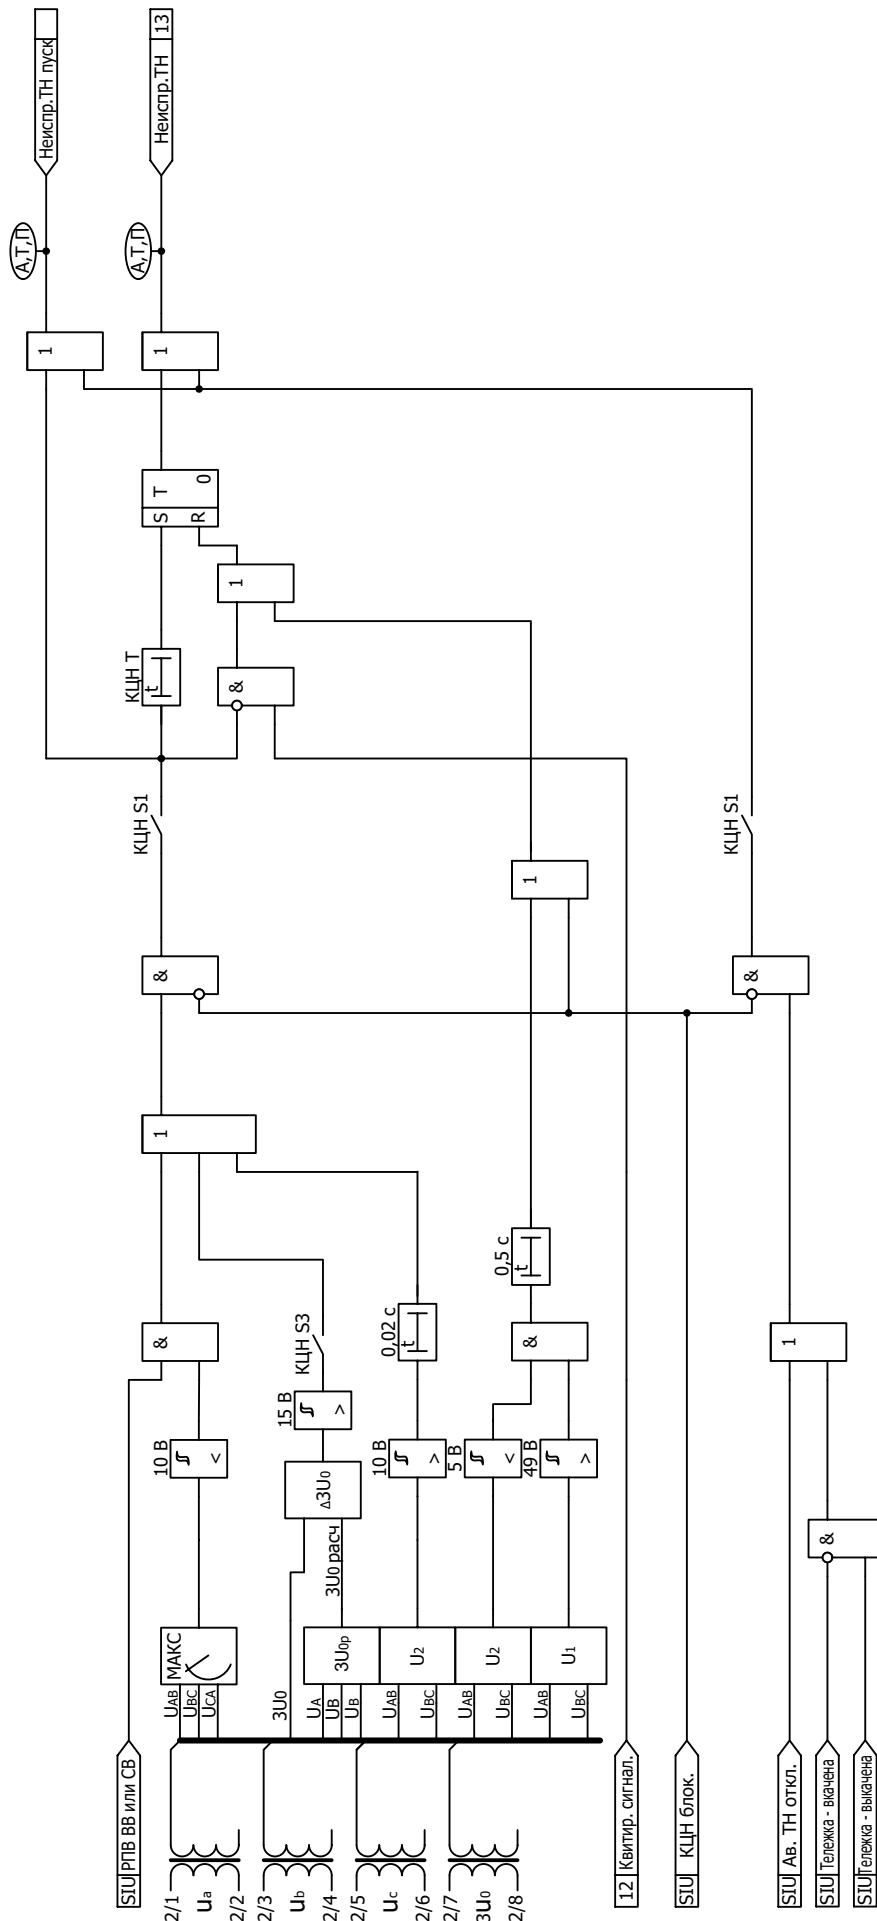 Неиспр.ТН пуск
Неиспр.ТН 13
А,Т,П
А,Т,П
1
1
S T 0
R
1
КЦН Т
t
&
КЦН S1
КЦН S1
1
&
&
1
0,5 с
t
&
КЦН S3
0,02 с
t
&
1
10 В
<
15 В
>
10 В
>
5 В
<
49 В
>
Δ3U0
3U0 расч
&
МАКС
3U0р
U2
U2
U1
UAB
UBC
UCA
3U0
UA
UB
UB
UAB
UBC
UAB
UBC
UAB
UBC
SIU РПВ ВВ или СВ
2/1
ua
2/2
2/3
ub
2/4
2/5
uc
2/6
2/7
3u0
2/8
12 Квитир. сигнал.
SIU КЦН блок.
SIU Ав. ТН откл.
SIU Тележка - вкачена
SIU Тележка - выкачена